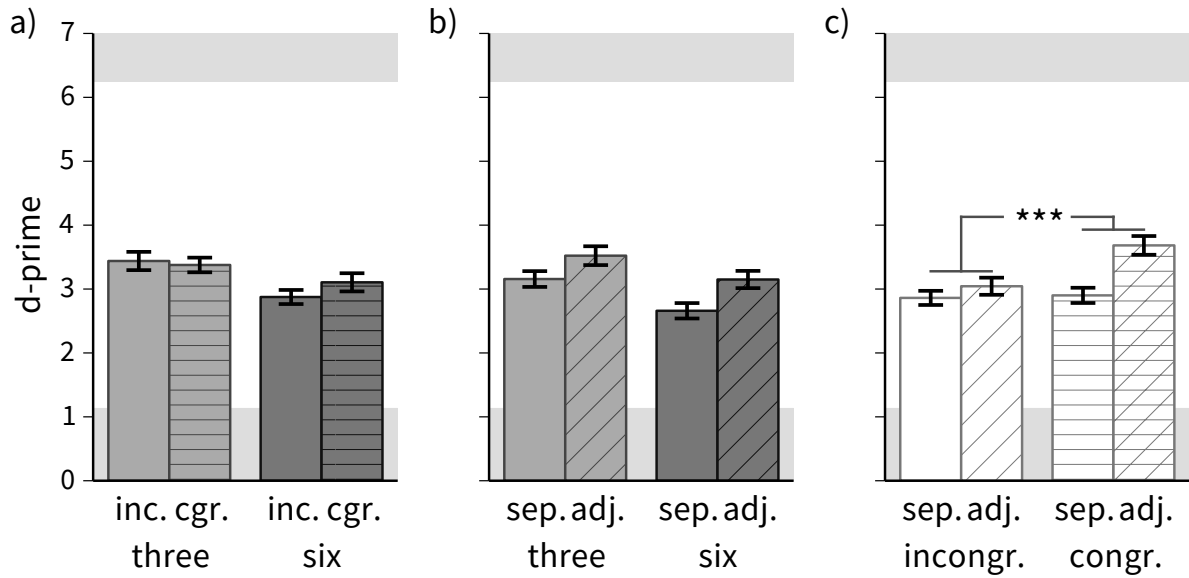 a)
b)
c)
d-prime
7
6
5
4
3
2
1
0
***
inc. cgr. inc. cgr.
three six
sep. adj. sep. adj.
three six
sep. adj. sep. adj.
incongr. congr.